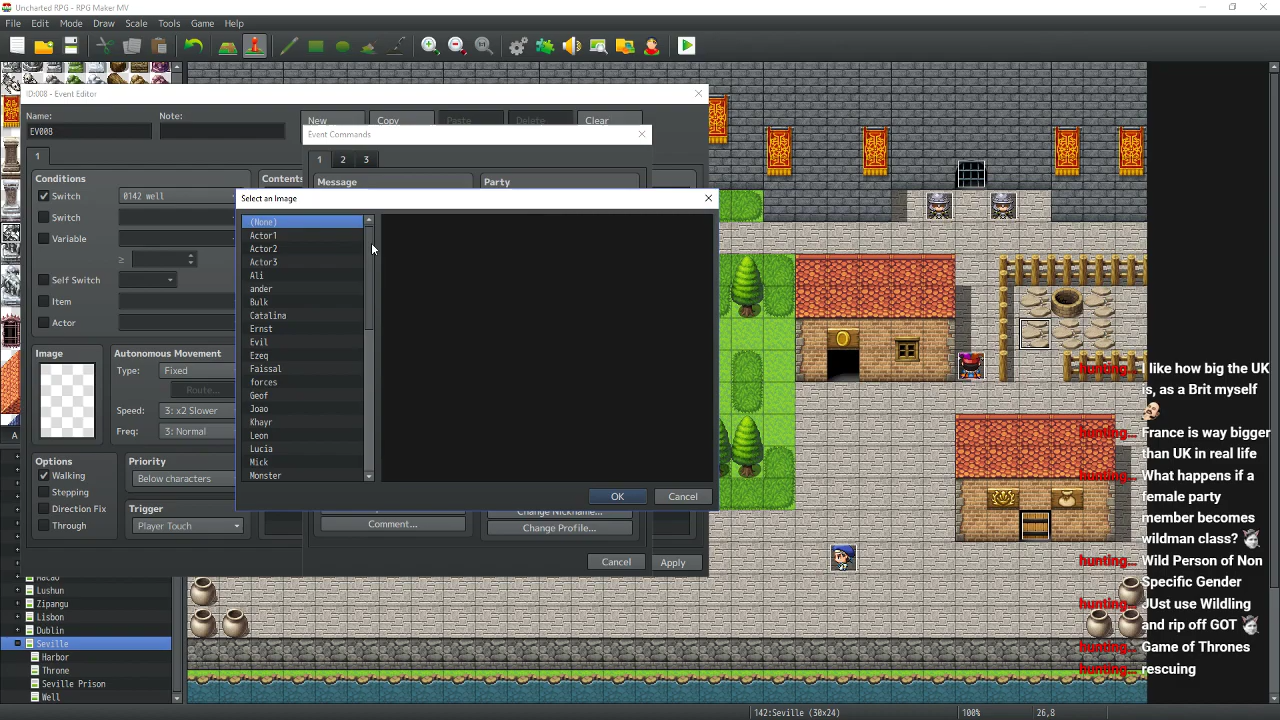 Uncharted RPG - RPG Maker MV
File Edit Mode Draw Scale Tools Game Help
ID:008 - Event Editor
Name:
Note:
EV008
New
Copy
Paste
Delete
Clear
1
Conditions
Contents
Switch
0142 well
Switch
Variable
≥
Self Switch
Item
Actor
Image
Autonomous Movement
Type:
Fixed
Route...
Speed:
3: x2 Slower
Freq:
3: Normal
Options
Walking
Stepping
Direction Fix
Through
Priority
Below characters
Trigger
Player Touch
Event Commands
1 2 3
Message
Party
Select an Image
(None)
Actor1
Actor2
Actor3
Ali
ander
Bulk
Catalina
Ernst
Evil
Ezeq
Faissal
forces
Geof
Joao
Khayr
Leon
Lucia
Mick
Monster
OK
Cancel
Change Nickname...
Comment...
Change Profile...
Cancel
Apply
A
Macao
Lushun
Zipangu
Lisbon
Dublin
Seville
Harbor
Throne
Seville Prison
Well
hunting... I like how big the UK
is, as a Brit myself
hunting... France is way bigger
than UK in real life
hunting... What happens if a
female party
member becomes
wildman class?
hunting... Wild Person of Non
Specific Gender
hunting... JUst use Wildling
and rip off GOT
hunting... Game of Thrones
hunting... rescuing
142:Seville (30x24)
100%
26,8